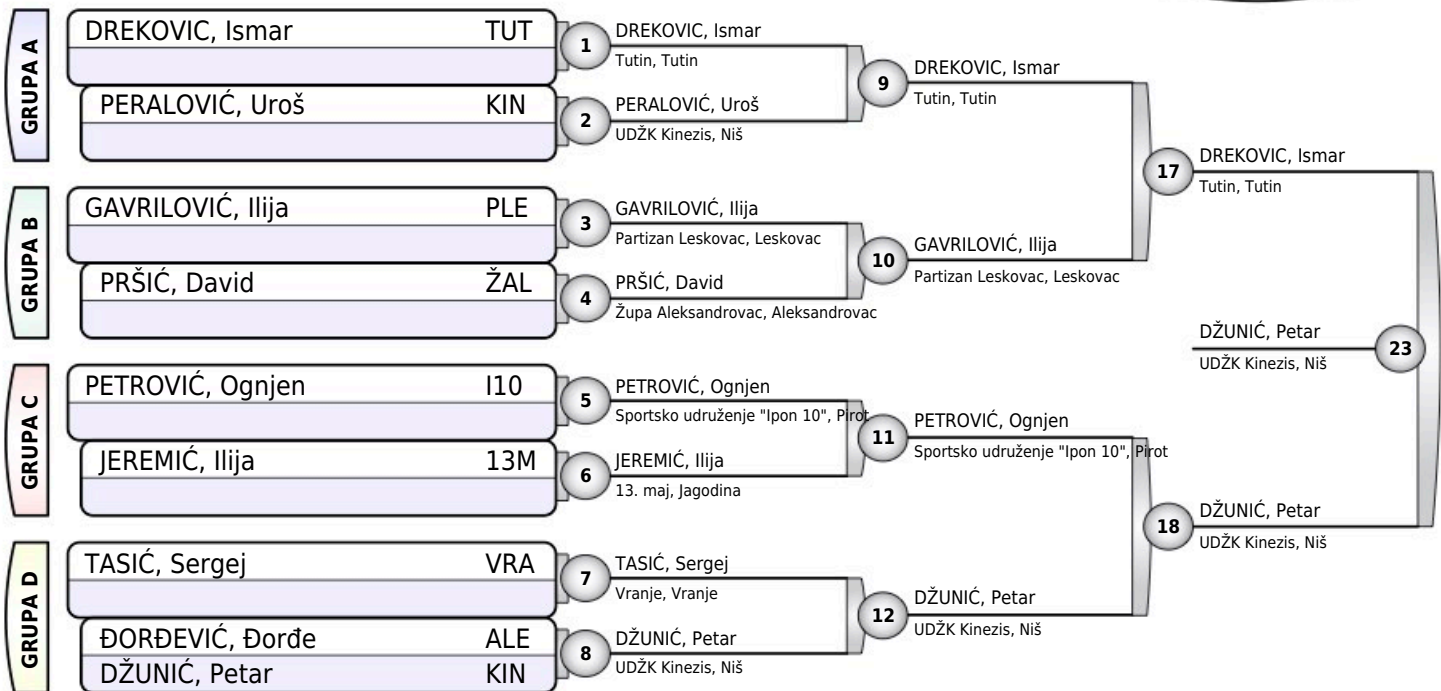 GRUPA A
DREKOVIC, Ismar TUT
PERALOVIĆ, Uroš KIN
GRUPA B
GAVRILOVIĆ, Ilija PLE
PRŠIĆ, David ŽAL
GRUPA C
PETROVIĆ, Ognjen I10
JEREMIĆ, Ilija 13M
GRUPA D
TASIĆ, Sergej VRA
ĐORĐEVIĆ, Đorđe ALE
DŽUNIĆ, Petar KIN
1
DREKOVIC, Ismar
Tutin, Tutin
2
PERALOVIĆ, Uroš
UDŽK Kinezis, Niš
3
GAVRILOVIĆ, Ilija
Partizan Leskovac, Leskovac
4
PRŠIĆ, David
Župa Aleksandrovac, Aleksandrovac
5
PETROVIĆ, Ognjen
Sportsko udruženje "Ipon 10", Pirot
6
JEREMIĆ, Ilija
13. maj, Jagodina
7
TASIĆ, Sergej
Vranje, Vranje
8
DŽUNIĆ, Petar
UDŽK Kinezis, Niš
9
DREKOVIC, Ismar
Tutin, Tutin
10
GAVRILOVIĆ, Ilija
Partizan Leskovac, Leskovac
11
PETROVIĆ, Ognjen
Sportsko udruženje "Ipon 10", Pirot
12
DŽUNIĆ, Petar
UDŽK Kinezis, Niš
17
DREKOVIC, Ismar
Tutin, Tutin
18
DŽUNIĆ, Petar
UDŽK Kinezis, Niš
DŽUNIĆ, Petar
UDŽK Kinezis, Niš
23